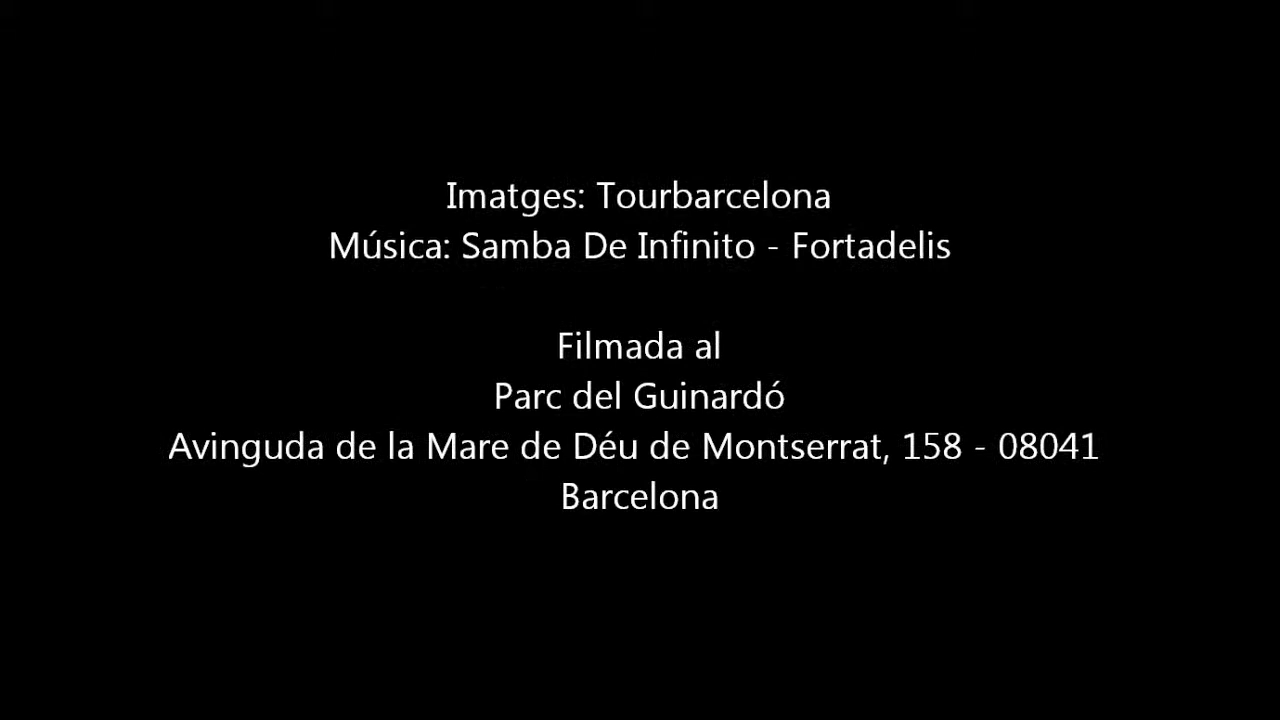 Imatges: Tourbarcelona
Música: Samba De Infinito - Fortadelis
Filmada al
Parc del Guinardó
Avinguda de la Mare de Déu de Montserrat, 158 - 08041
Barcelona